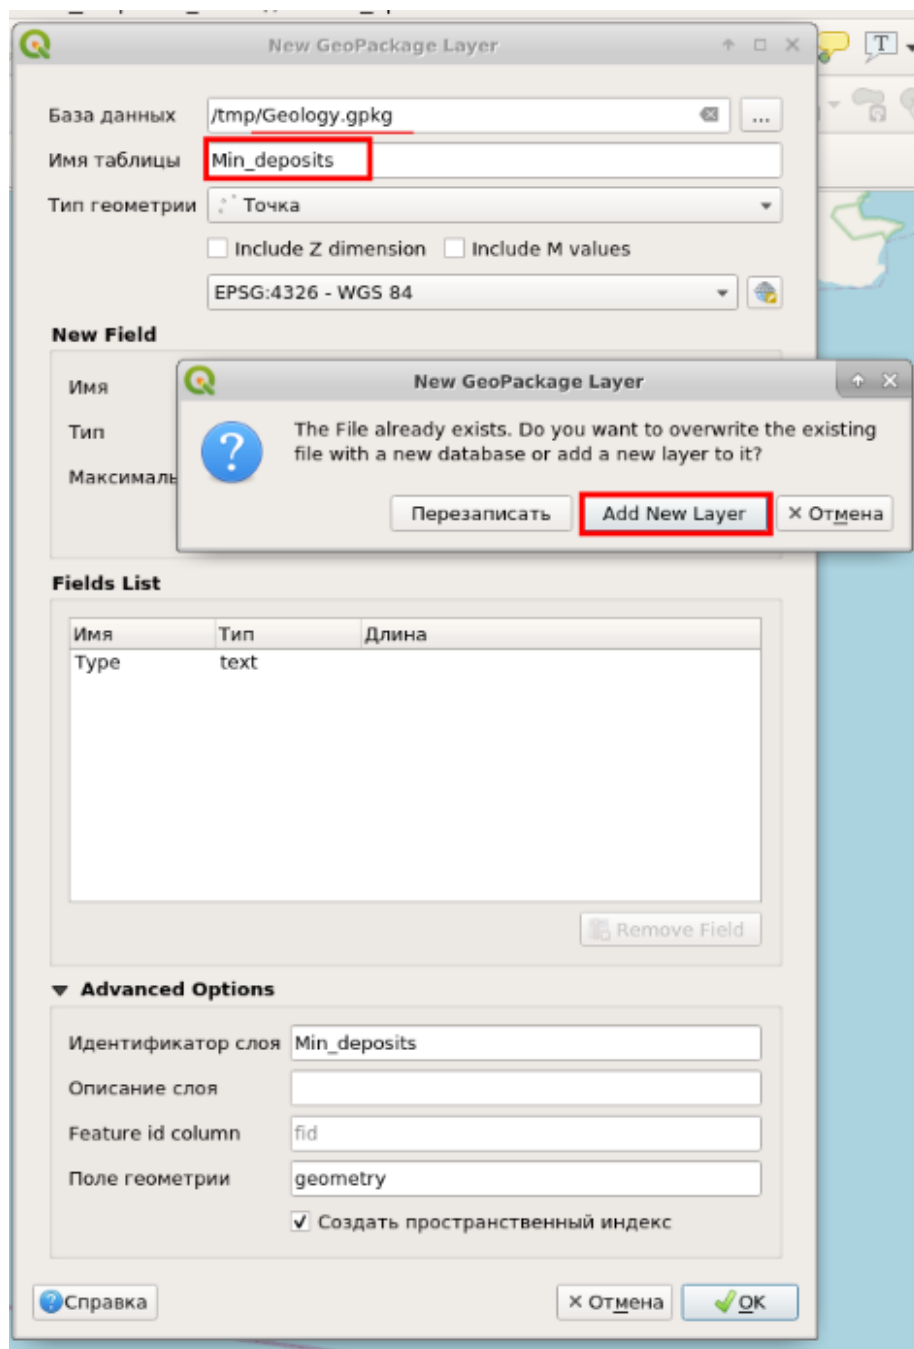 New GeoPackage Layer
T
База данных /tmp/Geology.gpkg ...
Имя таблицы Min_deposits
Тип геометрии Точка
Include Z dimension Include M values
EPSG:4326 - WGS 84
New Field
Имя
Тип
Максималь
New GeoPackage Layer
The File already exists. Do you want to overwrite the existing
file with a new database or add a new layer to it?
Перезаписать Add New Layer Отмена
Fields List
Имя Тип Длина
Type text
Remove Field
Advanced Options
Идентификатор слоя Min_deposits
Описание слоя
Feature id column fid
Поле геометрии geometry
Создать пространственный индекс
Справка Отмена OK